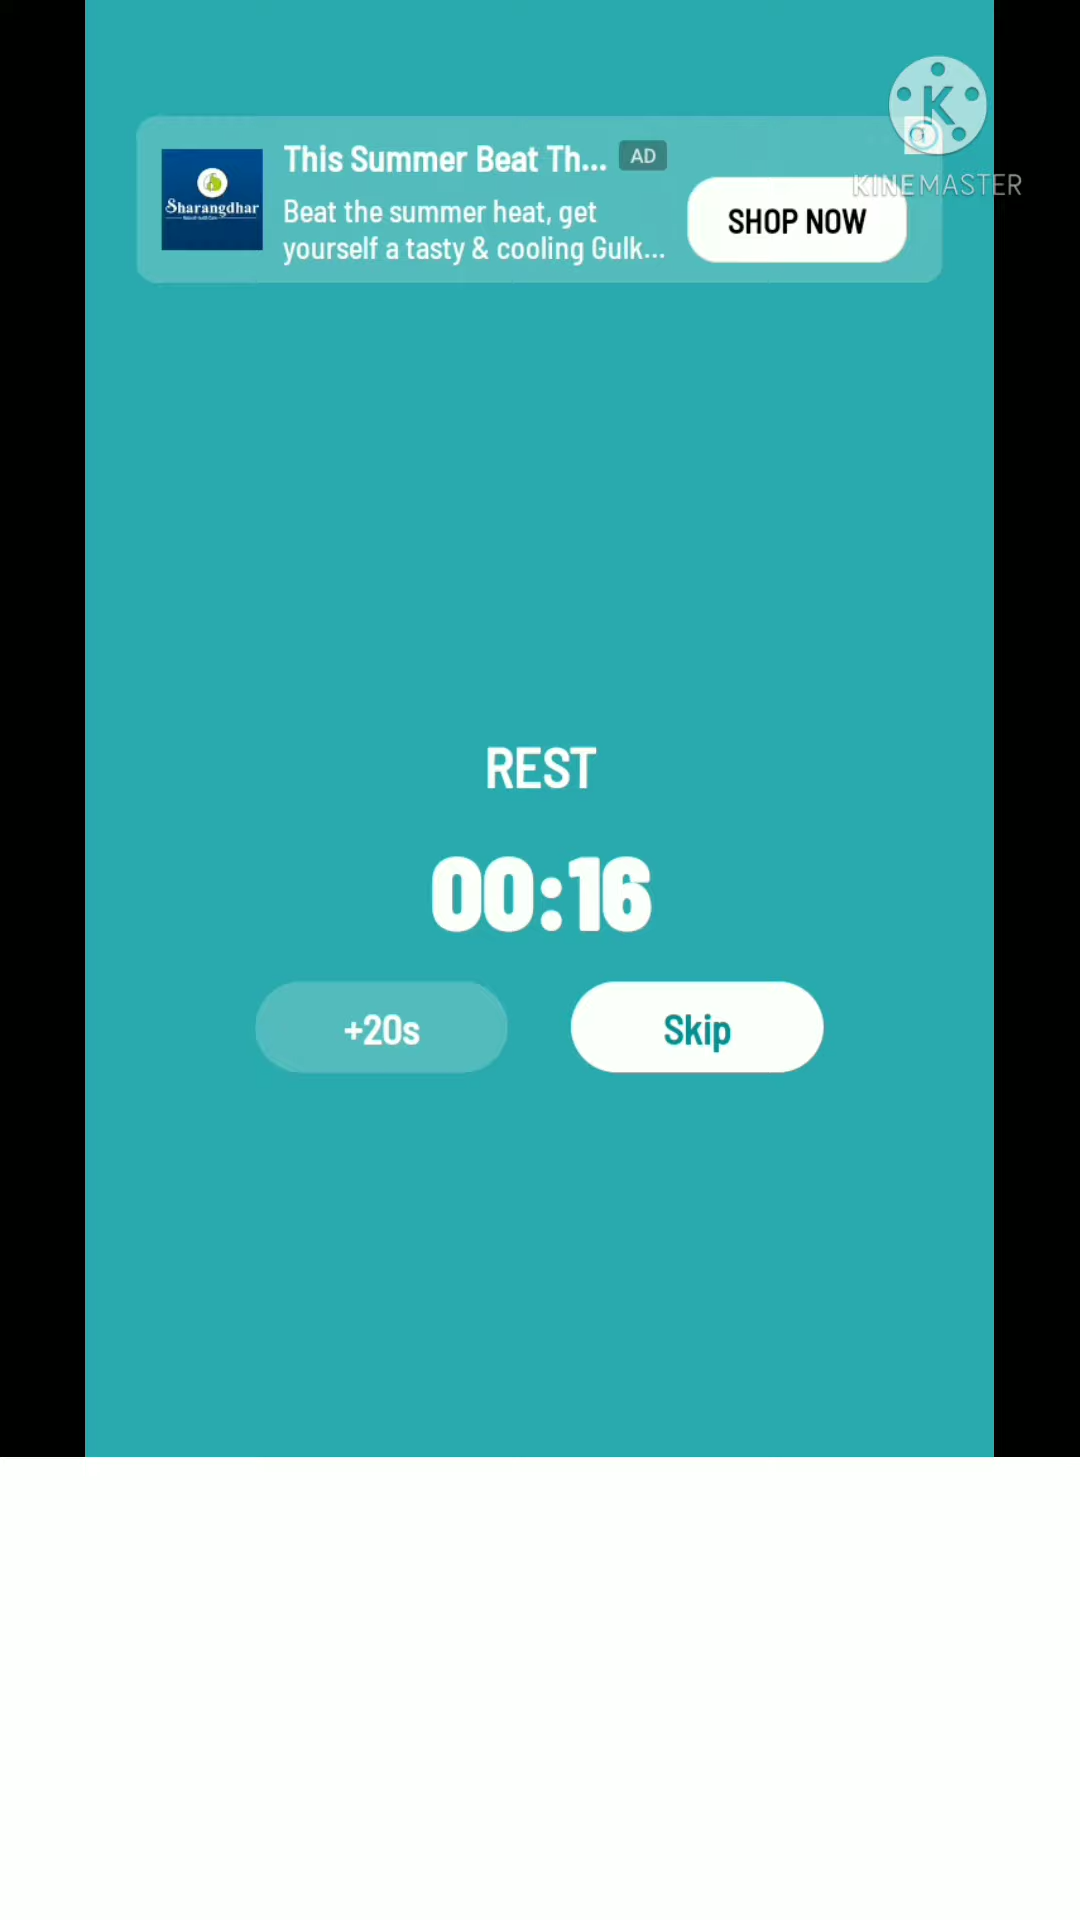 This Summer Beat Th... AD
Beat the summer heat, get
yourself a tasty & cooling Gulk...
SHOP NOW
Sharangdhar
KINEMASTER
REST
00:16
+20s
Skip